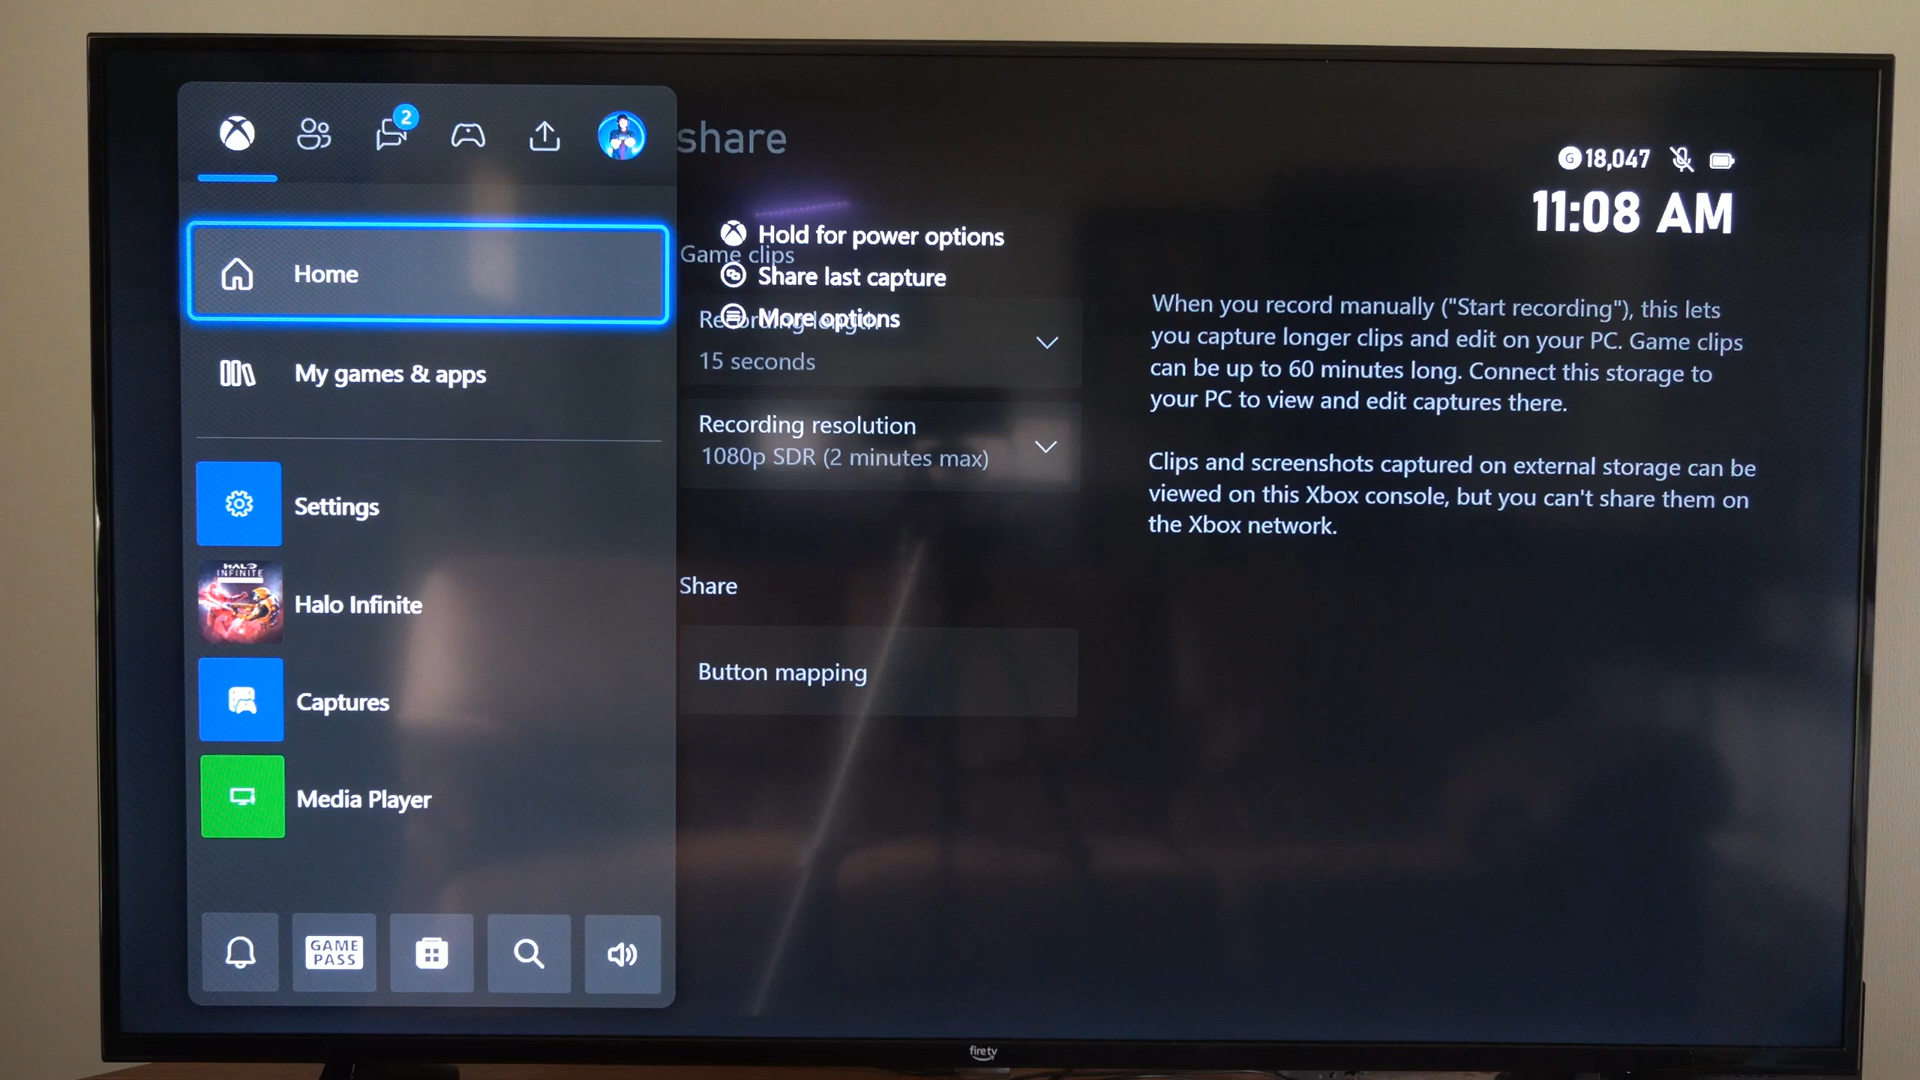 2
share
G 18,047
11:08 AM
Home
Hold for power options
Game clips
Share last capture
More options
Recording length
15 seconds
My games & apps
Recording resolution
1080p SDR (2 minutes max)
When you record manually ("Start recording"), this lets
you capture longer clips and edit on your PC. Game clips
can be up to 60 minutes long. Connect this storage to
your PC to view and edit captures there.
Clips and screenshots captured on external storage can be
viewed on this Xbox console, but you can't share them on
the Xbox network.
Settings
HALO
INFINITE
Halo Infinite
Share
Button mapping
Captures
Media Player
GAME
PASS
firetv